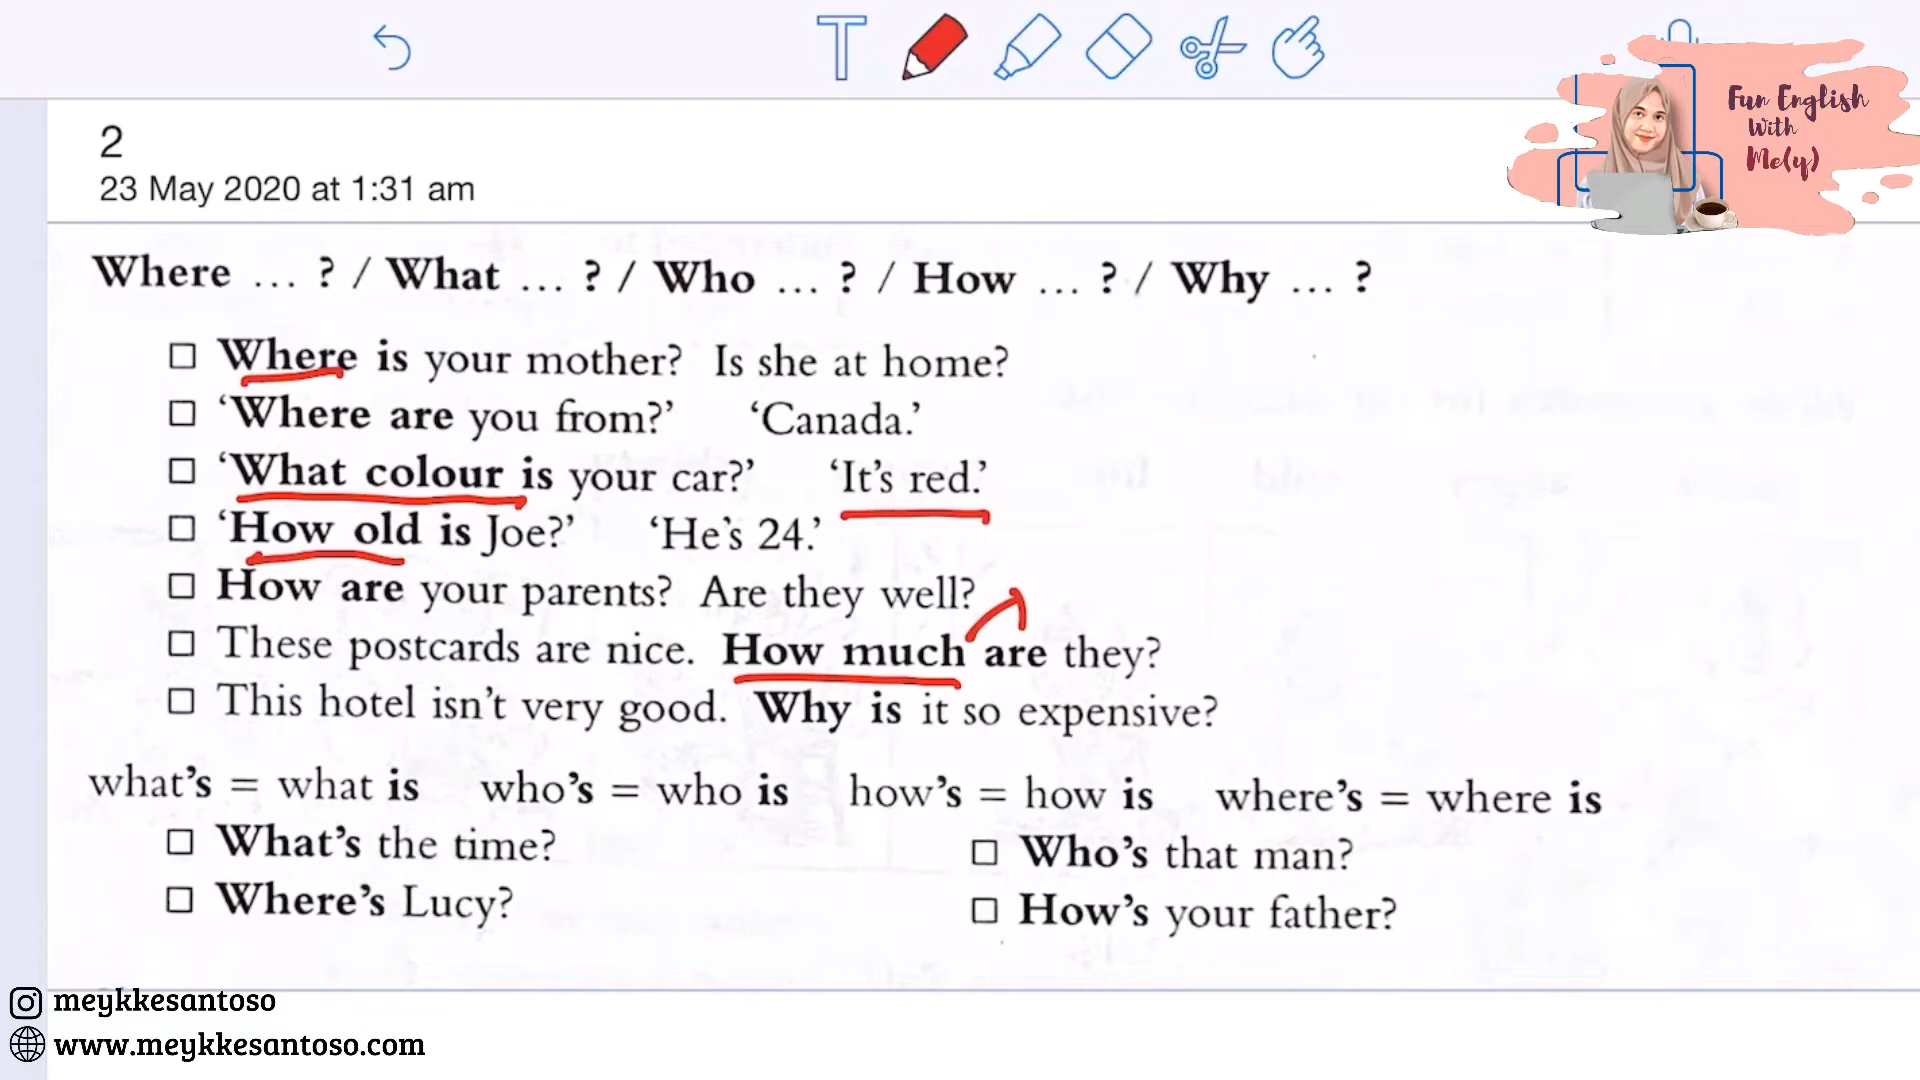 Fun English
With
Me(y)
2
23 May 2020 at 1:31 am
Where … ? / What … ? / Who … ? / How … ? / Why … ?
Where is your mother? Is she at home?
‘Where are you from?’ ‘Canada.’
‘What colour is your car?’ ‘It’s red.’
‘How old is Joe?’ ‘He’s 24.’
How are your parents? Are they well?
These postcards are nice. How much are they?
This hotel isn’t very good. Why is it so expensive?
what’s = what is who’s = who is how’s = how is where’s = where is
What’s the time? Who’s that man?
Where’s Lucy? How’s your father?
meykkesantoso
www.meykkesantoso.com